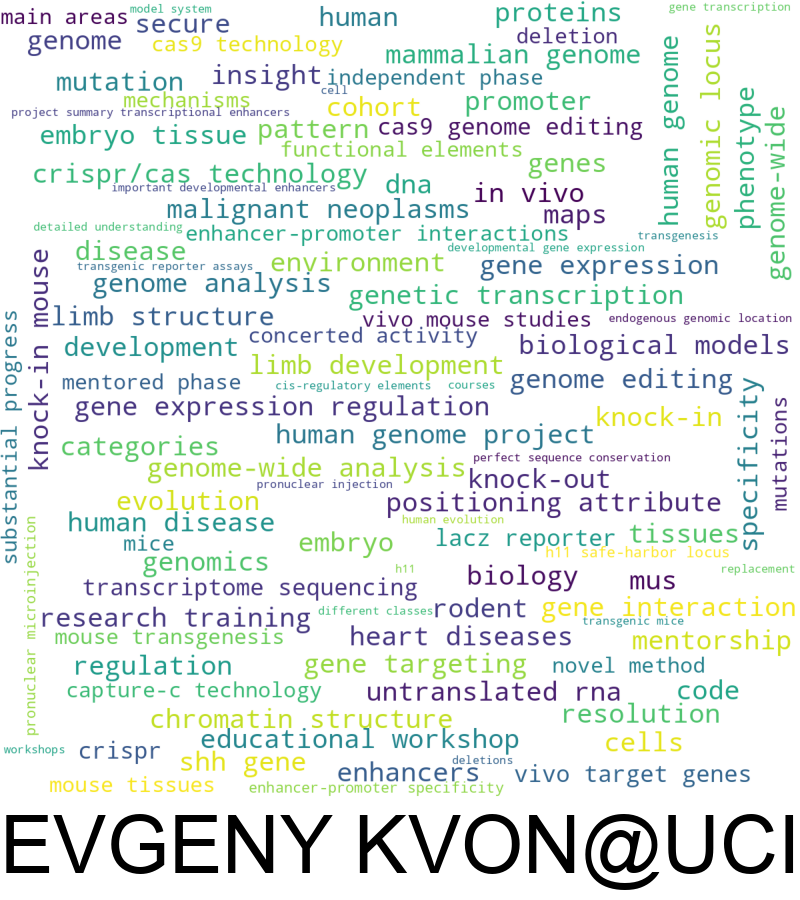 main areas
model system
secure
human
proteins
gene transcription
genome
cas9 technology
deletion
mammalian genome
mutation
insight
independent phase
cell
mechanisms
cohort
promoter
project summary transcriptional enhancers
embryo tissue
pattern
cas9 genome editing
functional elements
genes
human genome
genomic locus
phenotype
genome-wide
crispr/cas technology
important developmental enhancers
dna
in vivo
malignant neoplasms
maps
detailed understanding
enhancer-promoter interactions
transgenesis
disease
developmental gene expression
transgenic reporter assays
environment
gene expression
genome analysis
genetic transcription
knock-in mouse
limb structure
vivo mouse studies
endogenous genomic location
substantial progress
development
concerted activity
biological models
limb development
mentored phase
cis-regulatory elements
courses
genome editing
gene expression regulation
knock-in
specificity
mutations
human genome project
categories
genome-wide analysis
perfect sequence conservation
pronuclear injection
knock-out
evolution
positioning attribute
human disease
human evolution
mice
embryo
lacz reporter
tissues
h11 safe-harbor locus
genomics
h11
biology
mus
replacement
transcriptome sequencing
pronuclear microinjection
research training
different classes
rodent
gene interaction
transgenic mice
mouse transgenesis
heart diseases
mentorship
regulation
gene targeting
novel method
capture-c technology
untranslated rna
code
chromatin structure
resolution
workshops
crispr
educational workshop
cells
shh gene
deletions
enhancers
vivo target genes
mouse tissues
enhancer-promoter specificity
EVGENY KVON@UCI